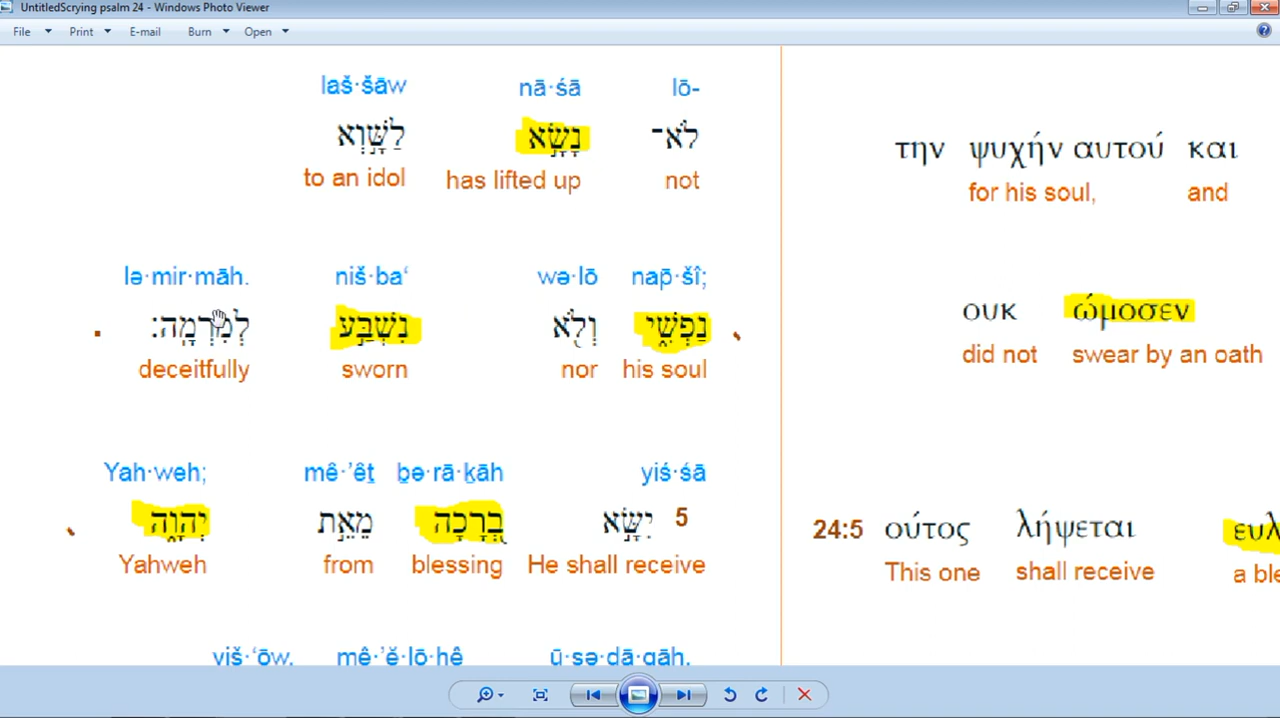 UntitledScrying psalm 24 - Windows Photo Viewer
File Print E-mail Burn Open
laš·šāw nā·śā lō-
לֹא־ נָשָׂא לַשָּׁוְא
to an idol has lifted up not
lə·mir·māh. niš·ba‘ wə·lō nap̄·šî;
נַפְשִׁי וְלֹא נִשְׁבַּע לְמִרְמָה׃
deceitfully sworn nor his soul
Yah·weh; mê·’êṯ ḇə·rā·ḵāh yiś·śā
5 יִשָּׂא בְרָכָה מֵאֵת יְהוָה
Yahweh from blessing He shall receive
yiš·‘ōw. mê·’ĕ·lō·hê ū·ṣə·ḏā·qāh,
την ψυχήν αυτού και
for his soul, and
ουκ ώμοσεν
did not swear by an oath
24:5 ούτος λήψεται ευλ
This one shall receive a ble